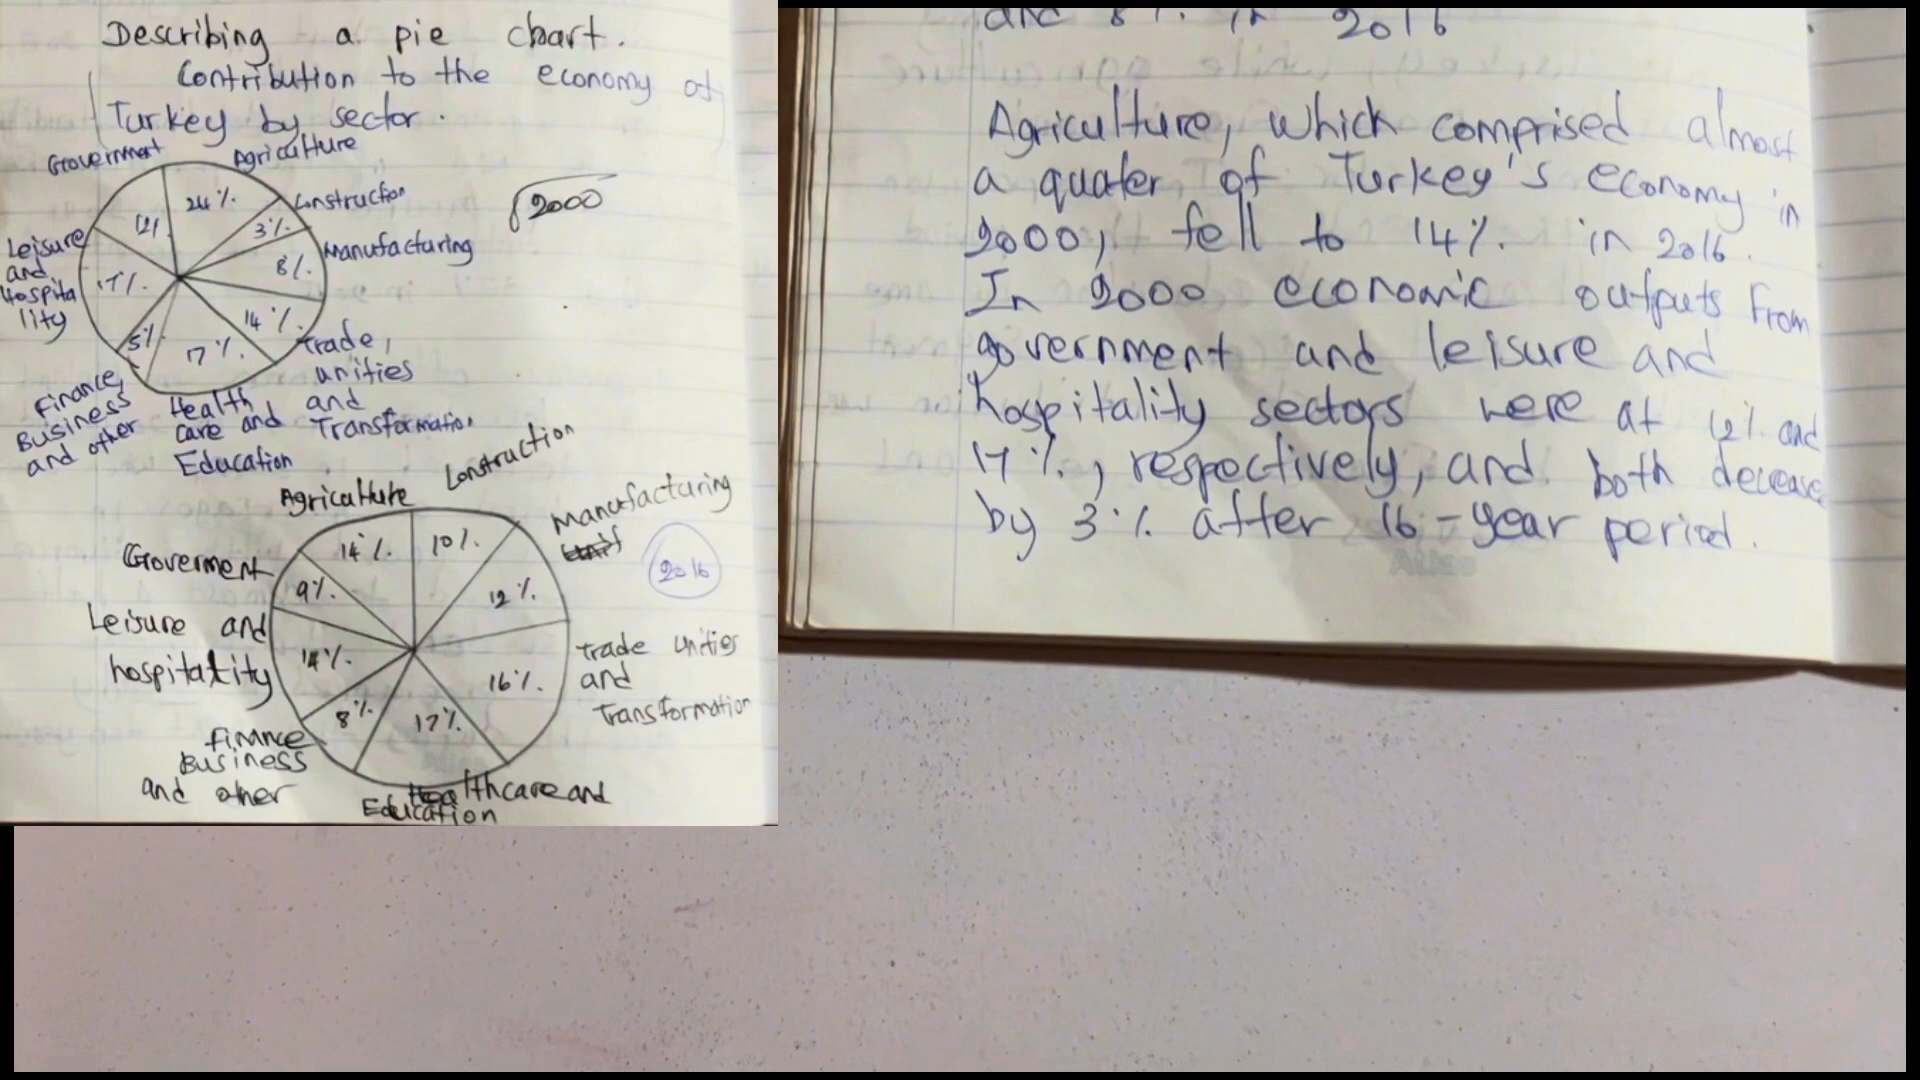 Describing a pie chart.
Contribution to the economy of
Turkey by sector.
Government
Agriculture
24%.
Construction
3%.
Manufacturing
8%.
14%.
Trade,
unities
and
Transformation
17%.
Health
care and
Education
5%.
Finance,
Business
and other
17%.
Leisure
and
Hospita
lity
12%
2000
Agriculture
Construction
14%.
10%.
Manufacturing
12%.
2016
Goverment
9%.
Leisure and
hospitality
14%.
16%.
trade unities
and
Transformation
8%.
17%.
finance
Business
and other
Healthcare and
Education
and 8%. in 2016
Agriculture, which comprised almost
a quater of Turkey's economy in
2000, fell to 14%. in 2016.
In 2000 economic outputs from
government and leisure and
hospitality sectors were at 12%. and
17%., respectively, and both decrease
by 3%. after 16-year period.